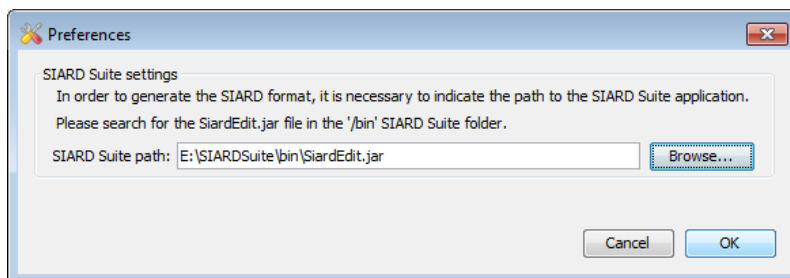 Preferences
SIARD Suite settings
In order to generate the SIARD format, it is necessary to indicate the path to the SIARD Suite application.
Please search for the SiardEdit.jar file in the '/bin' SIARD Suite folder.
SIARD Suite path: E:\SIARDSuite\bin\SiardEdit.jar Browse...
Cancel OK